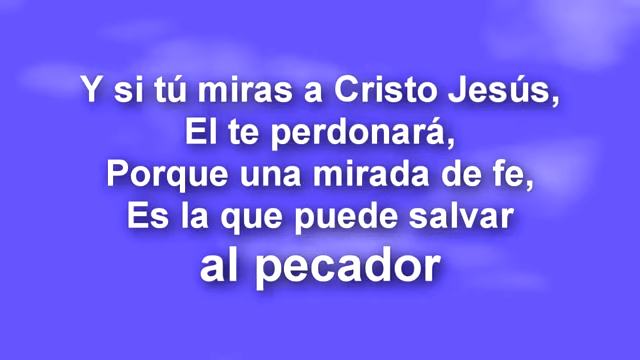 Y si tú miras a Cristo Jesús,
El te perdonará,
Porque una mirada de fe,
Es la que puede salvar
al pecador